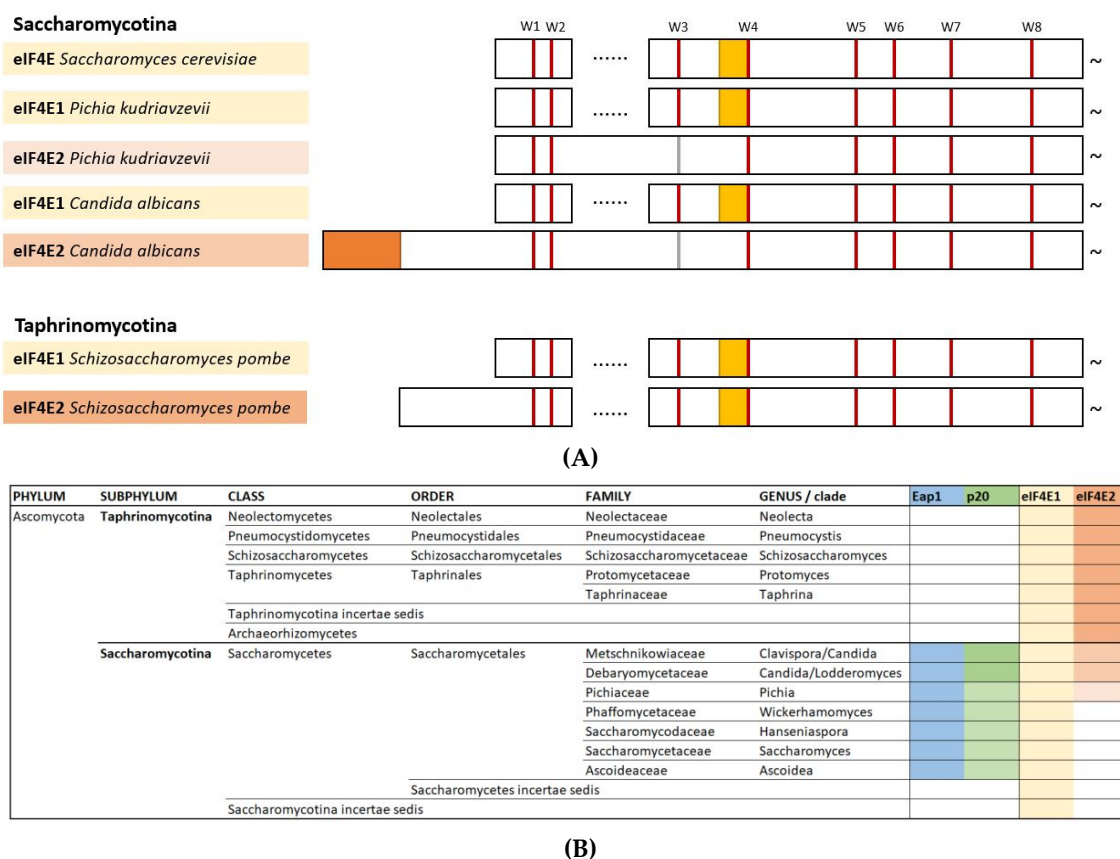 Saccharomycotina
W1 W2 W3 W4 W5 W6 W7 W8
eIF4E Saccharomyces cerevisiae ...... ~
eIF4E1 Pichia kudriavzevii ...... ~
eIF4E2 Pichia kudriavzevii ~
eIF4E1 Candida albicans ...... ~
eIF4E2 Candida albicans ~
Taphrinomycotina
eIF4E1 Schizosaccharomyces pombe ...... ~
eIF4E2 Schizosaccharomyces pombe ...... ~
(A)
PHYLUM SUBPHYLUM CLASS ORDER FAMILY GENUS / clade Eap1 p20 eIF4E1 eIF4E2
Ascomycota Taphrinomycotina Neolectomycetes Neolectales Neolectaceae Neolecta
Pneumocystidomycetes Pneumocystidales Pneumocystidaceae Pneumocystis
Schizosaccharomycetes Schizosaccharomycetales Schizosaccharomycetaceae Schizosaccharomyces
Taphrinomycetes Taphrinales Protomycetaceae Protomyces
Taphrinaceae Taphrina
Taphrinomycotina incertae sedis
Archaeorhizomycetes
Saccharomycotina Saccharomycetes Saccharomycetales Metschnikowiaceae Clavispora/Candida
Debaryomycetaceae Candida/Lodderomyces
Pichiaceae Pichia
Phaffomycetaceae Wickerhamomyces
Saccharomycodaceae Hanseniaspora
Saccharomycetaceae Saccharomyces
Ascoideaceae Ascoidea
Saccharomycetes incertae sedis
Saccharomycotina incertae sedis
(B)